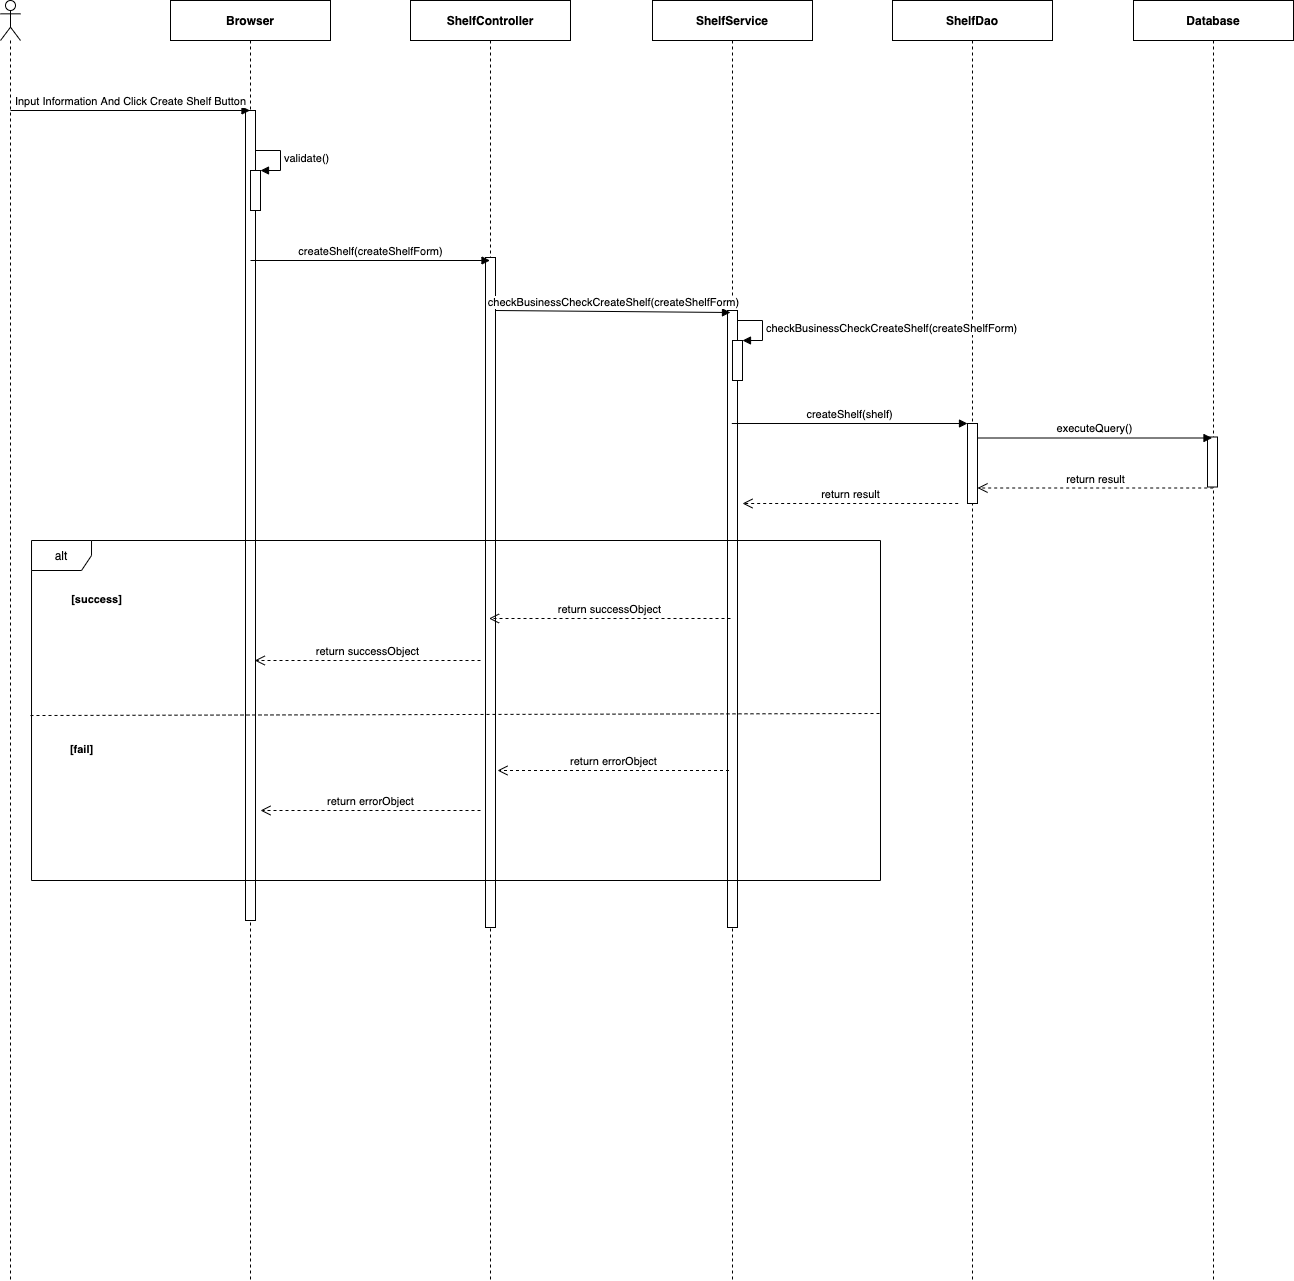 Browser
ShelfController
ShelfService
ShelfDao
Database
Input Information And Click Create Shelf Button
validate()
createShelf(createShelfForm)
checkBusinessCheckCreateShelf(createShelfForm)
checkBusinessCheckCreateShelf(createShelfForm)
createShelf(shelf)
executeQuery()
return result
return result
alt
[success]
return successObject
return successObject
[fail]
return errorObject
return errorObject